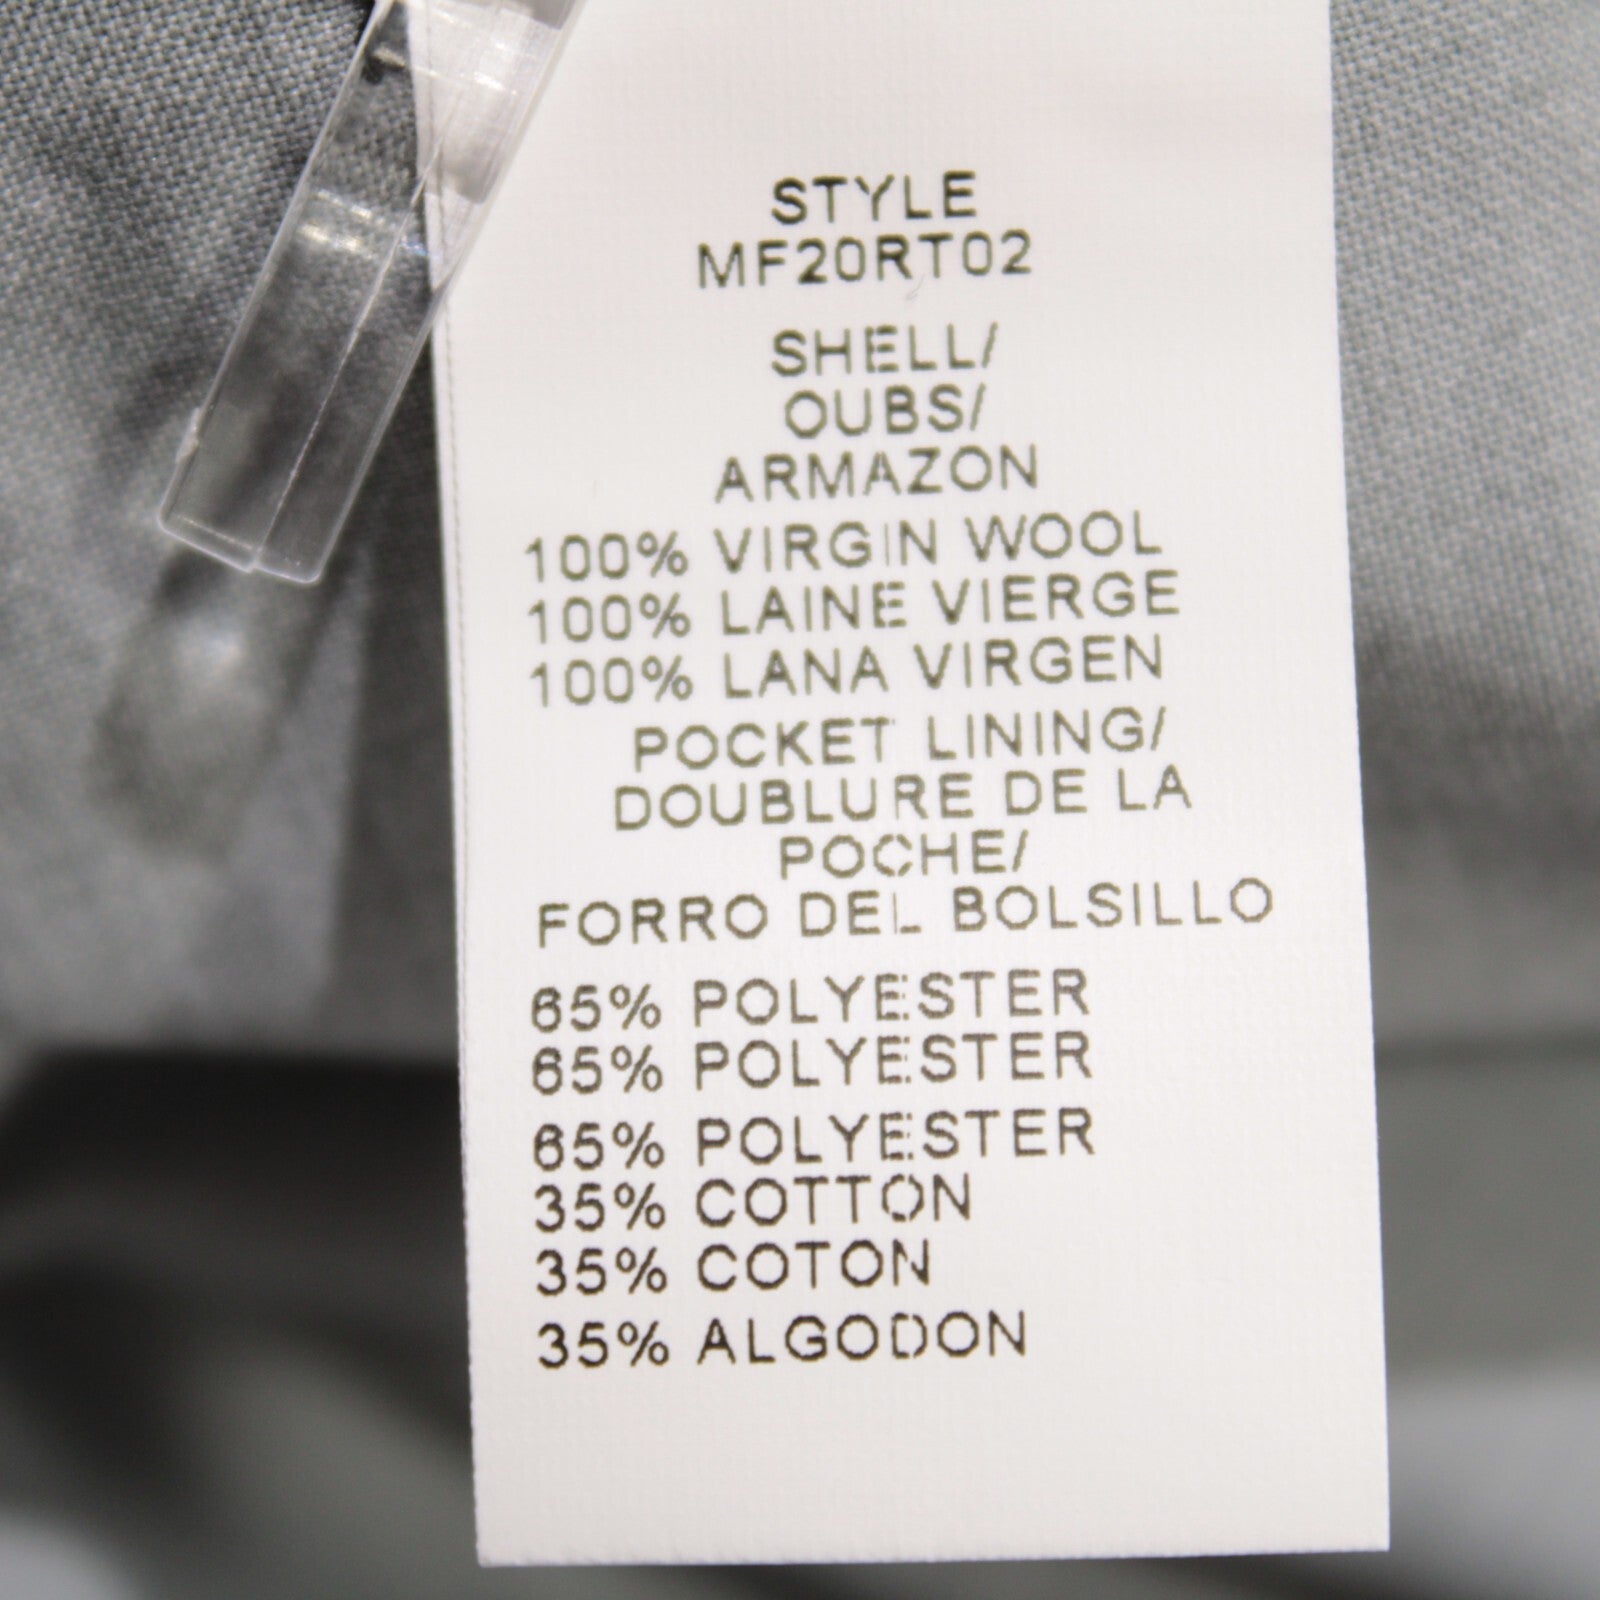 STYLE
MF20RT02
SHELL/
OUBS/
ARMAZON
100% VIRGIN WOOL
100% LAINE VIERGE
100% LANA VIRGEN
POCKET LINING/
DOUBLURE DE LA
POCHE/
FORRO DEL BOLSILLO
65% POLYESTER
65% POLYESTER
65% POLYESTER
35% COTTON
35% COTON
35% ALGODON